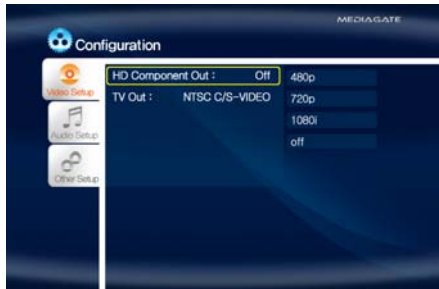 MEDIAGATE
Configuration
Video Setup
HD Component Out : Off
480p
TV Out : NTSC C/S-VIDEO
720p
1080i
Audio Setup
off
Other Setup